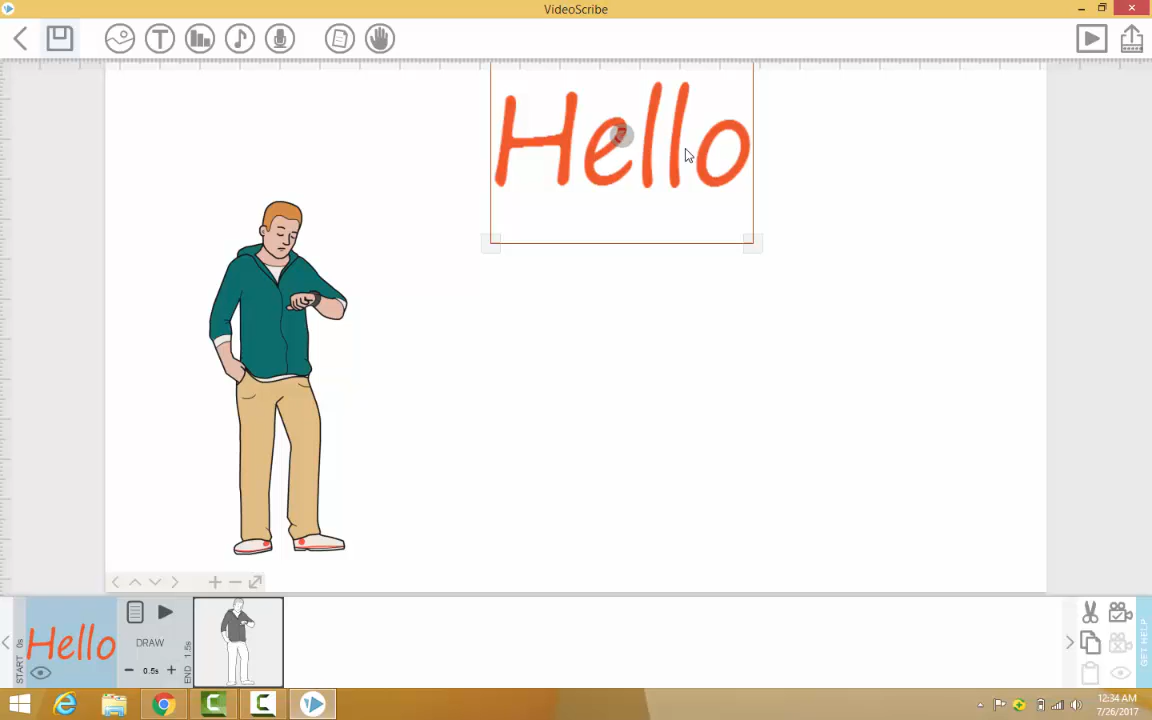 VideoScribe
Hello
Hello
START 0s
DRAW
0.5s
END 1.5s
GET HELP
12:34 AM
7/26/2017